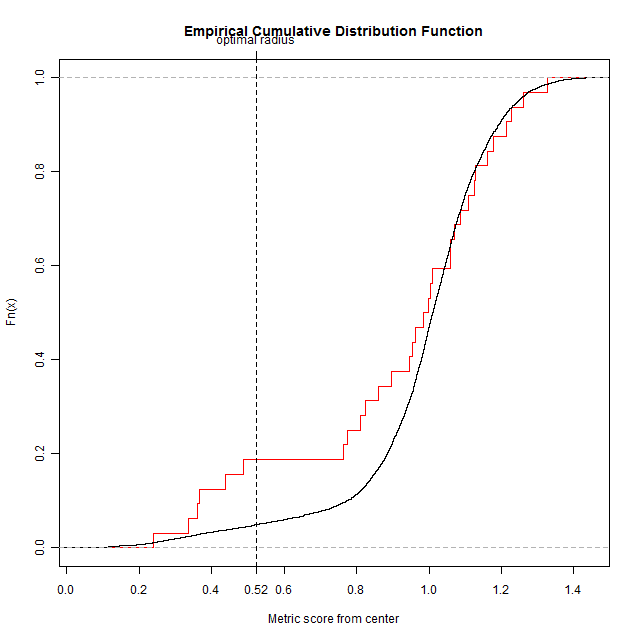 Empirical Cumulative Distribution Function
optimal radius
1.0
0.8
0.6
0.4
0.2
0.0
Fn(x)
0.0 0.2 0.4 0.52 0.6 0.8 1.0 1.2 1.4
Metric score from center